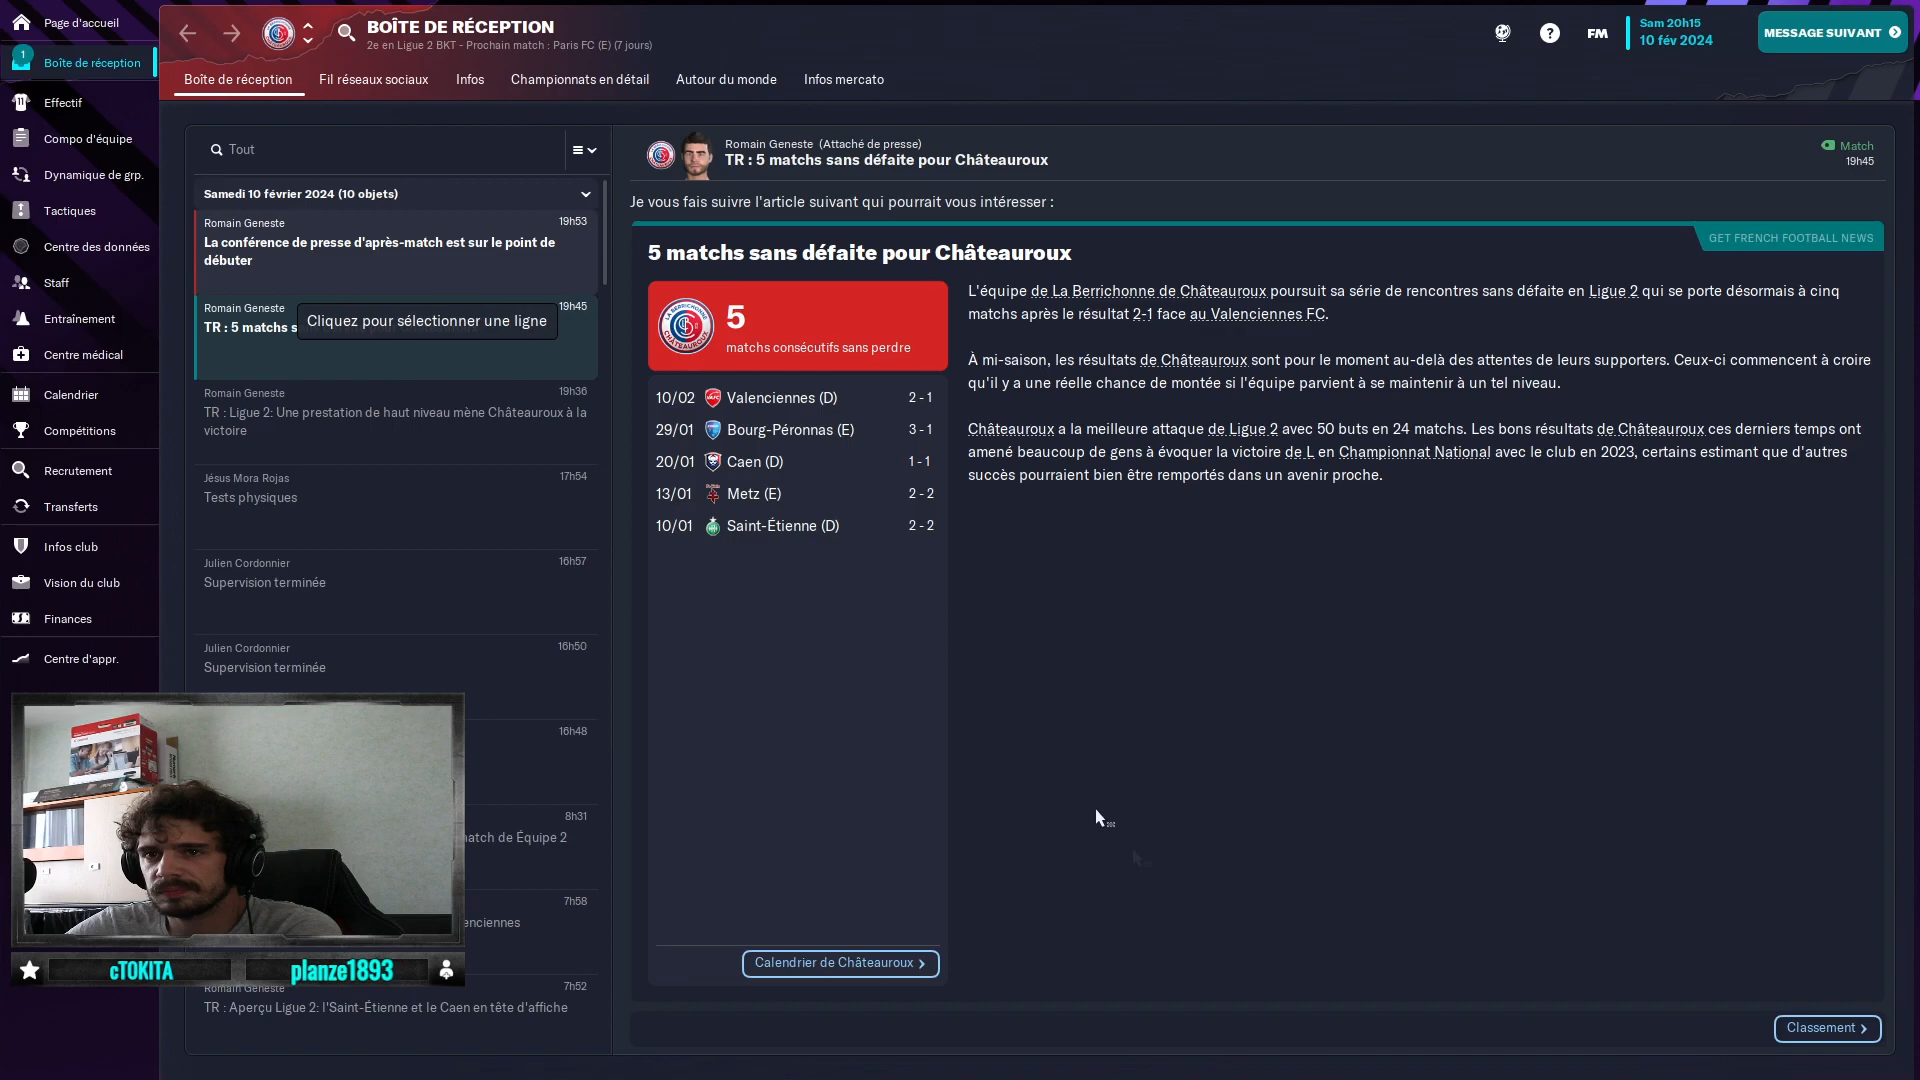 Page d'accueil
1
Boîte de réception
Effectif
Compo d'équipe
Dynamique de grp.
Tactiques
Centre des données
Staff
Entraînement
Centre médical
Calendrier
Compétitions
Recrutement
Transferts
Infos club
Vision du club
Finances
Centre d'appr.
BOÎTE DE RÉCEPTION
2e en Ligue 2 BKT - Prochain match : Paris FC (E) (7 jours)
FM
Sam 20h15
10 fév 2024
MESSAGE SUIVANT
Boîte de réception
Fil réseaux sociaux
Infos
Championnats en détail
Autour du monde
Infos mercato
Tout
Samedi 10 février 2024 (10 objets)
Romain Geneste 19h53
La conférence de presse d'après-match est sur le point de
débuter
Romain Geneste 19h45
TR : 5 matchs s
Cliquez pour sélectionner une ligne
Romain Geneste 19h36
TR : Ligue 2: Une prestation de haut niveau mène Châteauroux à la
victoire
Jésus Mora Rojas 17h54
Tests physiques
Julien Cordonnier 16h57
Supervision terminée
Julien Cordonnier 16h50
Supervision terminée
16h48
8h31
match de Équipe 2
7h58
enciennes
Romain Geneste 7h52
TR : Aperçu Ligue 2: l'Saint-Étienne et le Caen en tête d'affiche
cTOKITA
planze1893
Romain Geneste (Attaché de presse)
TR : 5 matchs sans défaite pour Châteauroux
Match
19h45
Je vous fais suivre l'article suivant qui pourrait vous intéresser :
GET FRENCH FOOTBALL NEWS
5 matchs sans défaite pour Châteauroux
5
matchs consécutifs sans perdre
10/02 Valenciennes (D) 2 - 1
29/01 Bourg-Péronnas (E) 3 - 1
20/01 Caen (D) 1 - 1
13/01 Metz (E) 2 - 2
10/01 Saint-Étienne (D) 2 - 2
Calendrier de Châteauroux
L'équipe de La Berrichonne de Châteauroux poursuit sa série de rencontres sans défaite en Ligue 2 qui se porte désormais à cinq
matchs après le résultat 2-1 face au Valenciennes FC.
À mi-saison, les résultats de Châteauroux sont pour le moment au-delà des attentes de leurs supporters. Ceux-ci commencent à croire
qu'il y a une réelle chance de montée si l'équipe parvient à se maintenir à un tel niveau.
Châteauroux a la meilleure attaque de Ligue 2 avec 50 buts en 24 matchs. Les bons résultats de Châteauroux ces derniers temps ont
amené beaucoup de gens à évoquer la victoire de L en Championnat National avec le club en 2023, certains estimant que d'autres
succès pourraient bien être remportés dans un avenir proche.
Classement